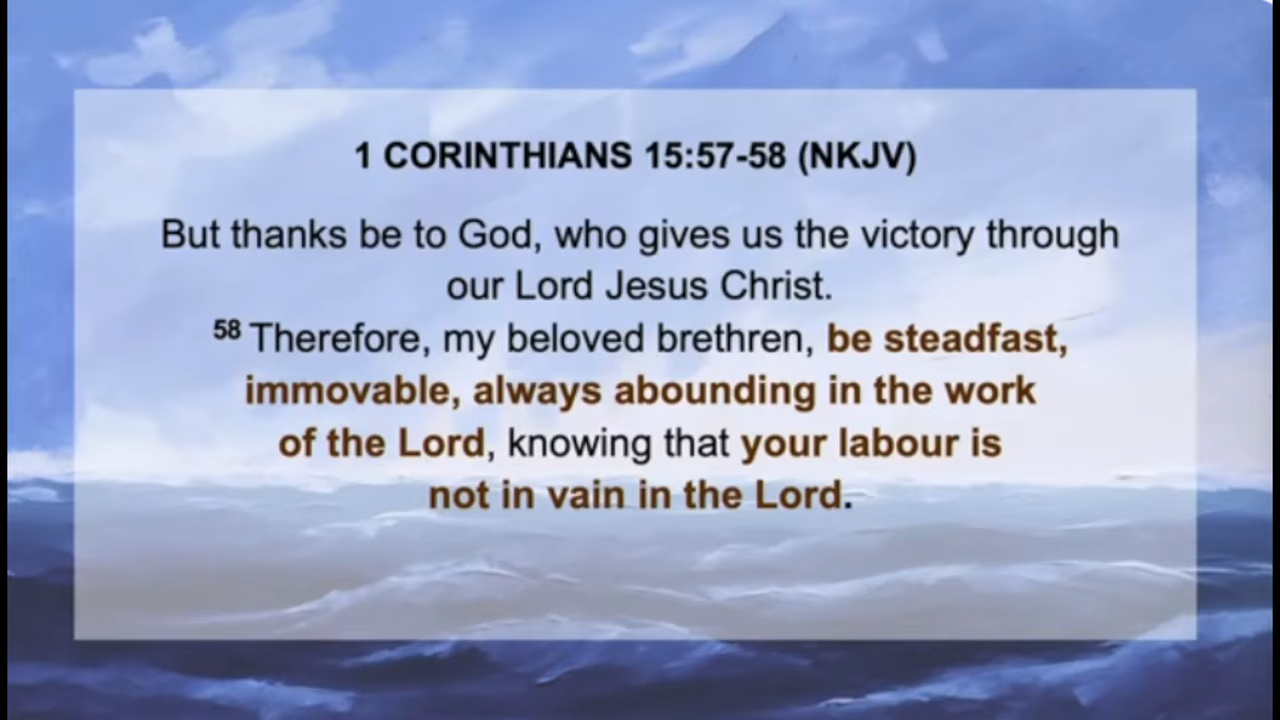 1 CORINTHIANS 15:57-58 (NKJV)
But thanks be to God, who gives us the victory through
our Lord Jesus Christ.
58 Therefore, my beloved brethren, be steadfast,
immovable, always abounding in the work
of the Lord, knowing that your labour is
not in vain in the Lord.